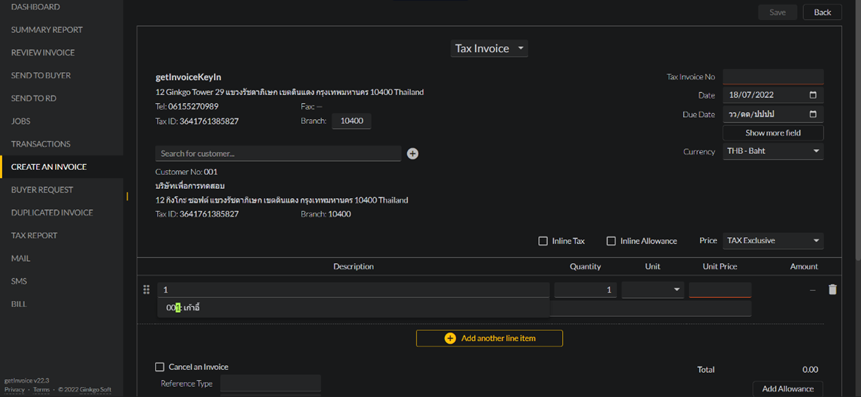 DASHBOARD
SUMMARY REPORT
REVIEW INVOICE
SEND TO BUYER
SEND TO RD
JOBS
TRANSACTIONS
CREATE AN INVOICE
BUYER REQUEST
DUPLICATED INVOICE
TAX REPORT
MAIL
SMS
BILL
getInvoice v22.3
Privacy - Terms - © 2022 Ginkgo Soft
Save Back
Tax Invoice
getInvoiceKeyIn
12 Ginkgo Tower 29 แขวงรัชดาภิเษก เขตดินแดง กรุงเทพมหานคร 10400 Thailand
Tel: 06155270989 Fax: --
Tax ID: 3641761385827 Branch: 10400
Tax Invoice No
Date 18/07/2022
Due Date วว/ดด/ปปปป
Show more field
Currency THB - Baht
Search for customer...
Customer No: 001
บริษัทเพื่อการทดสอบ
12 กิงโกะ ซอฟต์ แขวงรัชดาภิเษก เขตดินแดง กรุงเทพมหานคร 10400 Thailand
Tax ID: 3641761385827 Branch: 10400
Inline Tax Inline Allowance Price TAX Exclusive
Description Quantity Unit Unit Price Amount
1 1 --
001: เก้าอี้
Add another line item
Cancel an Invoice
Reference Type
Total 0.00
Add Allowance